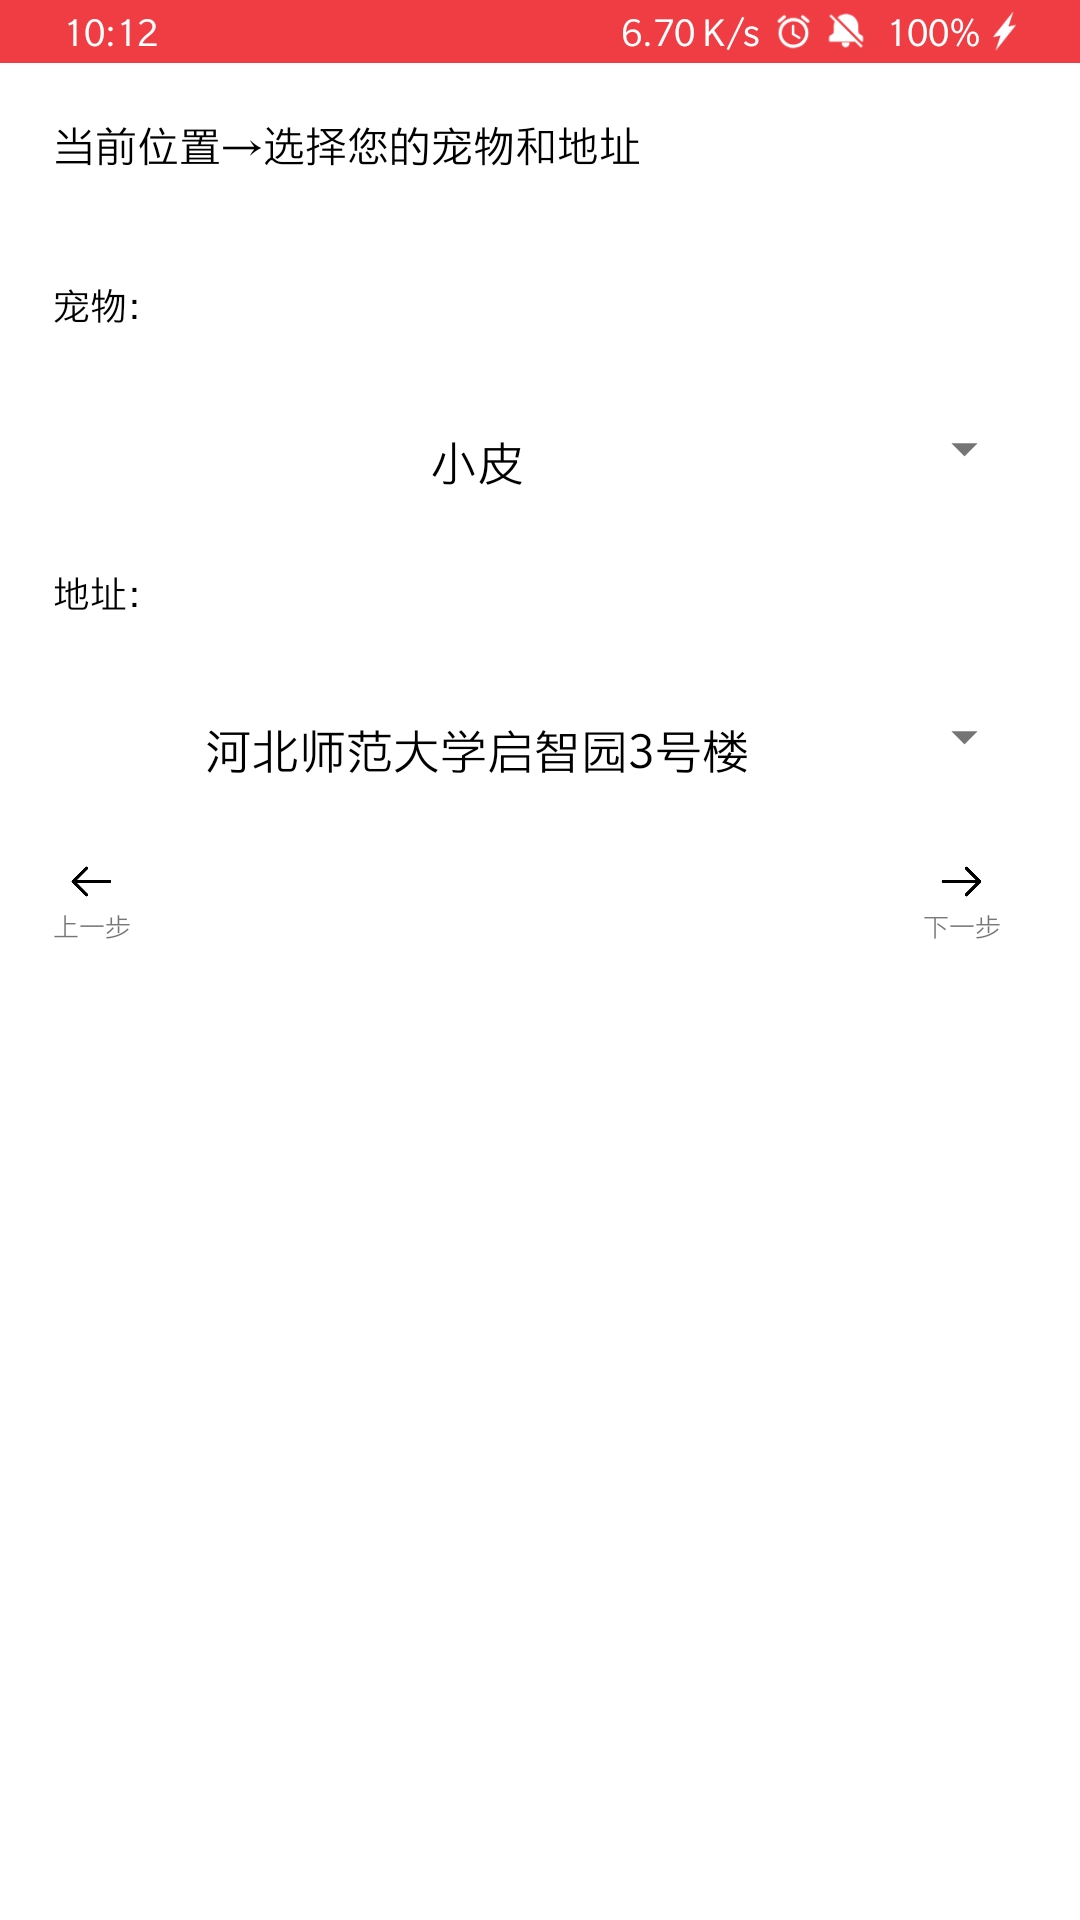 10:12 6.70 K/s 100%
当前位置→选择您的宠物和地址
宠物:
小皮
地址:
河北师范大学启智园3号楼
上一步 下一步